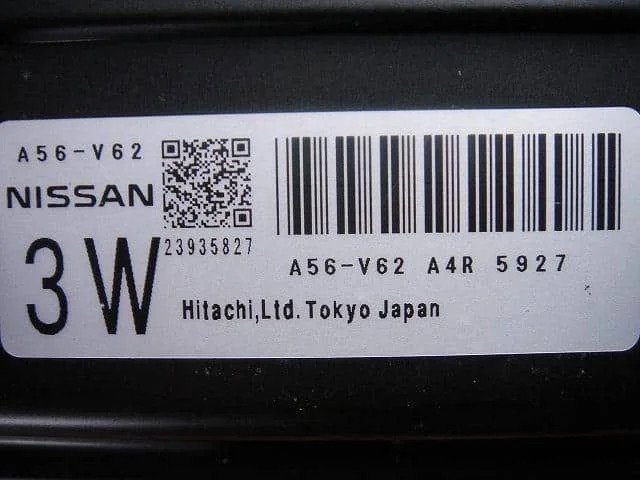 A56-V62
NISSAN
23935827
3W
A56-V62 A4R 5927
Hitachi,Ltd. Tokyo Japan